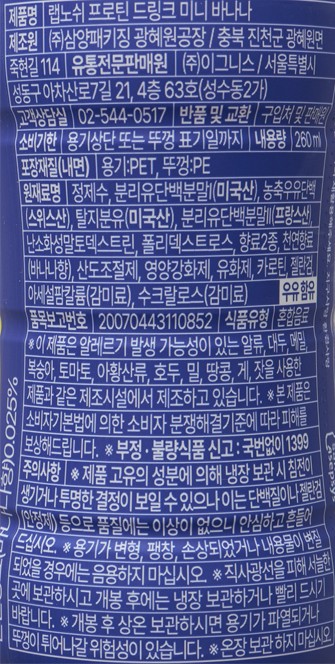 제품명 랩노쉬 프로틴 드링크 미니 바나나
제조원 (주)삼양패키징 광혜원공장 / 충북 진천군 광혜원면
죽현길 114 유통전문판매원 (주)이그니스 / 서울특별시
성동구 아차산로7길 21, 4층 63호(성수동2가)
고객상담실 02-544-0517 반품 및 교환 구입처 및 판매원
소비기한 용기상단 또는 뚜껑 표기일까지 내용량 260 ml
포장재질(내면) 용기:PET, 뚜껑:PE
원재료명 정제수, 분리유단백분말(미국산), 농축우유단백
(스위스산), 탈지분유(미국산), 분리유단백분말II(프랑스산),
난소화성말토덱스트린, 폴리덱스트로스, 향료2종, 천연향료
(바나나향), 산도조절제, 영양강화제, 유화제, 카로틴, 젤란검,
아세설팜칼륨(감미료), 수크랄로스(감미료) 우유 함유
품목보고번호 20070443110852 식품유형 혼합음료
※ 이 제품은 알레르기 발생 가능성이 있는 알류, 대두, 메밀,
복숭아, 토마토, 아황산류, 호두, 밀, 땅콩, 게, 잣을 사용한
제품과 같은 제조시설에서 제조하고 있습니다. ※ 본 제품은
소비자기본법에 의한 소비자 분쟁해결기준에 따라 피해를
보상해드립니다. ※ 부정·불량식품 신고 : 국번없이 1399
주의사항 ※ 제품 고유의 성분에 의해 냉장 보관 시 침전이
생기거나 투명한 결정이 보일 수 있으나 이는 단백질이나 젤란검
(안정제) 등으로 품질에는 이상이 없으니 안심하고 흔들어
드십시오. ※ 용기가 변형, 팽창, 손상되었거나 내용물이 변질
되었을 경우에는 음용하지 마십시오. ※ 직사광선을 피해 서늘한
곳에 보관하시고 개봉 후에는 냉장 보관하거나 빨리 드시기
바랍니다. ※ 개봉 후 상온 보관하시면 용기가 파열되거나
뚜껑이 튀어나갈 위험성이 있습니다. ※ 온장 보관 하지 마십시오
0.025%